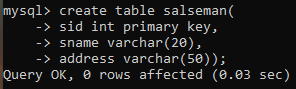 mysql> create table salseman(
    -> sid int primary key,
    -> sname varchar(20),
    -> address varchar(50));
Query OK, 0 rows affected (0.03 sec)